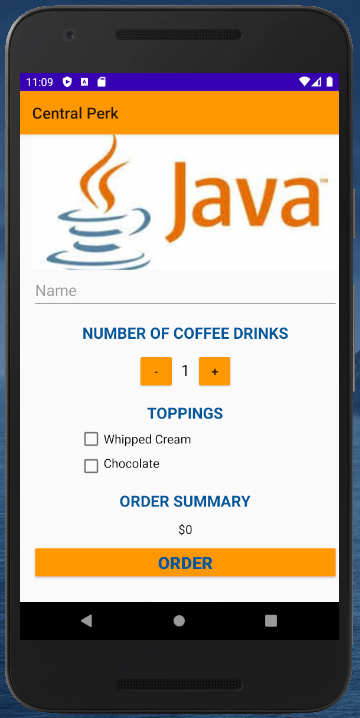 11:09
Central Perk
Java™
Name
NUMBER OF COFFEE DRINKS
- 1 +
TOPPINGS
Whipped Cream
Chocolate
ORDER SUMMARY
$0
ORDER